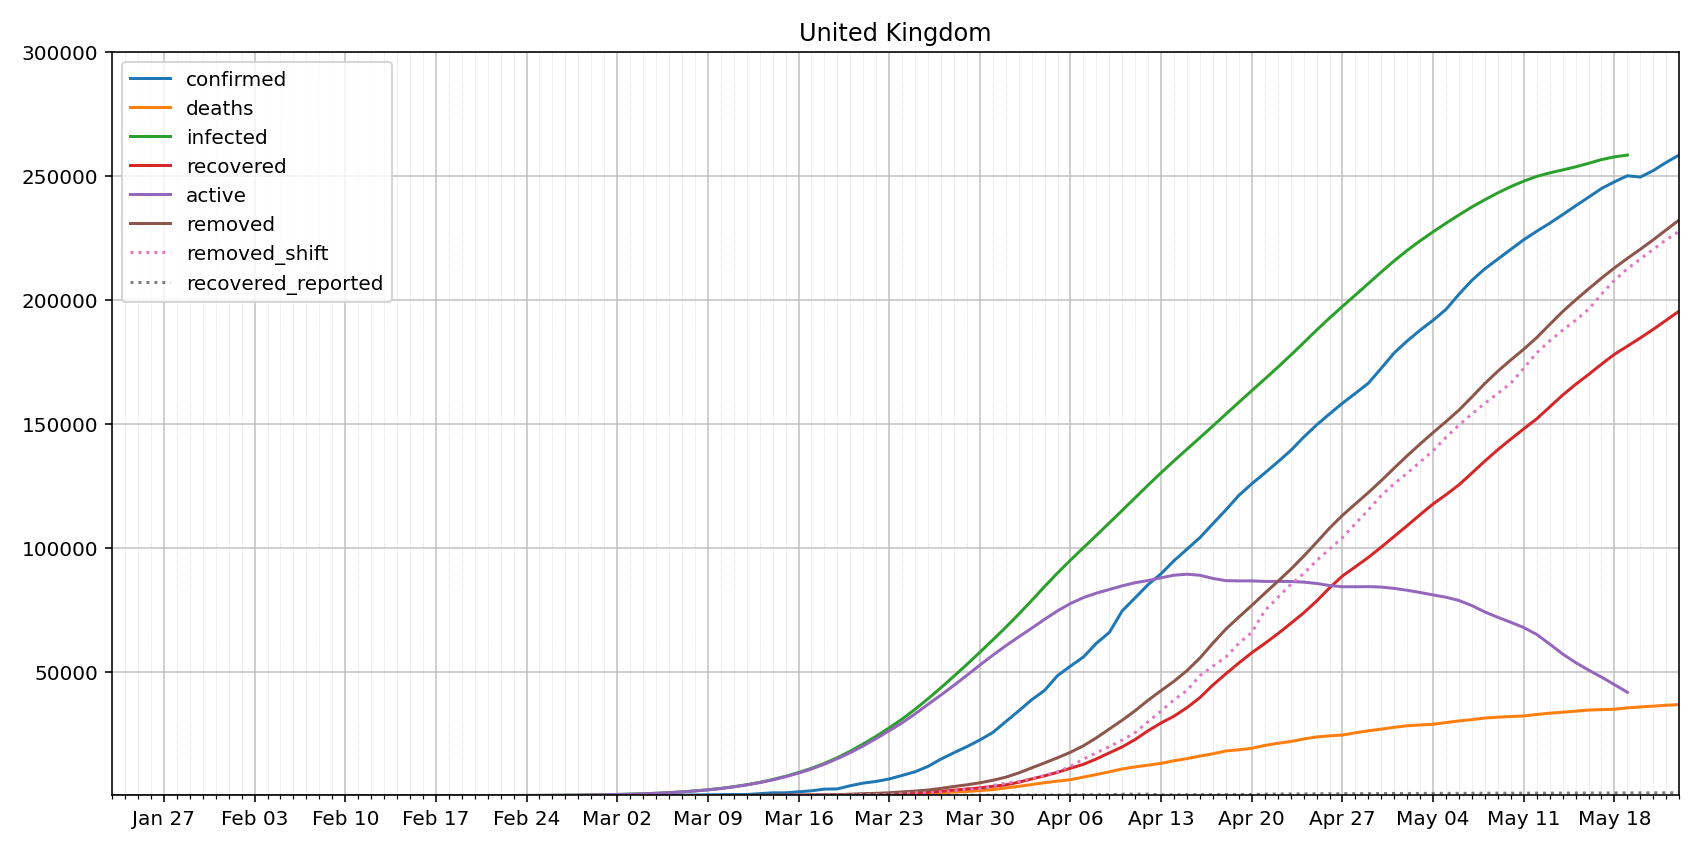 United Kingdom
300000
250000
200000
150000
100000
50000
confirmed
deaths
infected
recovered
active
removed
removed_shift
recovered_reported
Jan 27 Feb 03 Feb 10 Feb 17 Feb 24 Mar 02 Mar 09 Mar 16 Mar 23 Mar 30 Apr 06 Apr 13 Apr 20 Apr 27 May 04 May 11 May 18